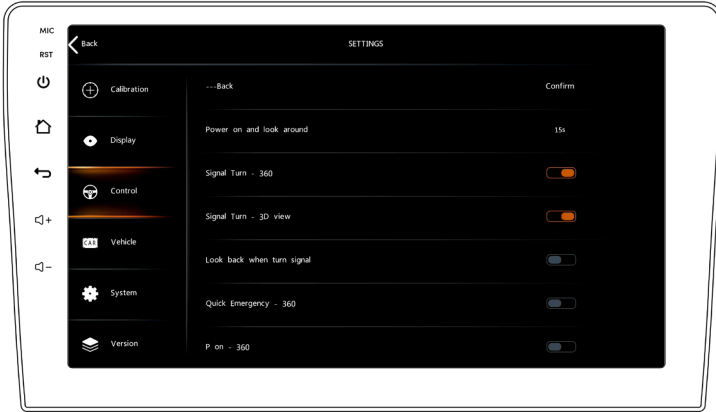 MIC
RST
Back
SETTINGS
Calibration
Display
Control
CAR
Vehicle
System
Version
---Back
Confirm
Power on and look around
15s
Signal Turn - 360
Signal Turn - 3D view
Look back when turn signal
Quick Emergency - 360
P on - 360
+
-